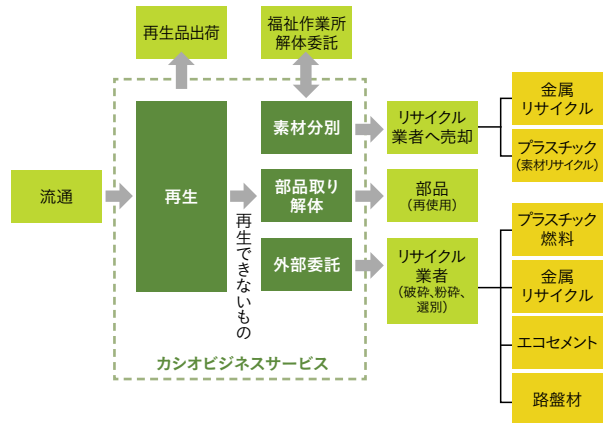 再生品出荷
福祉作業所
解体委託
流通
再生
再生できないもの
素材分別
部品取り
解体
外部委託
カシオビジネスサービス
リサイクル
業者へ売却
部品
(再使用)
リサイクル
業者
(破砕、粉砕、
選別)
金属
リサイクル
プラスチック
(素材リサイクル)
プラスチック
燃料
金属
リサイクル
エコセメント
路盤材